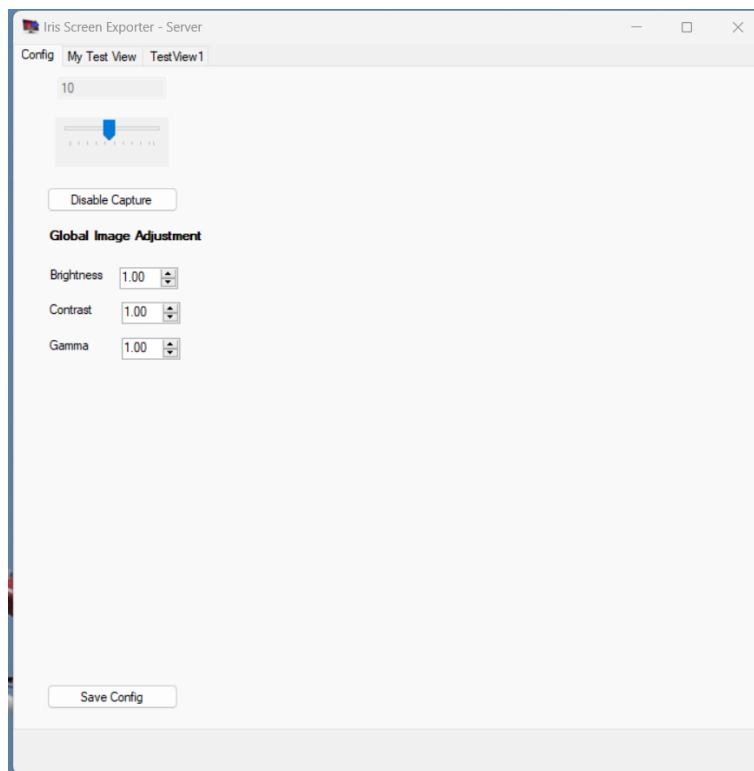 Iris Screen Exporter - Server
Config My Test View TestView1
10
Disable Capture
Global Image Adjustment
Brightness 1.00
Contrast 1.00
Gamma 1.00
Save Config